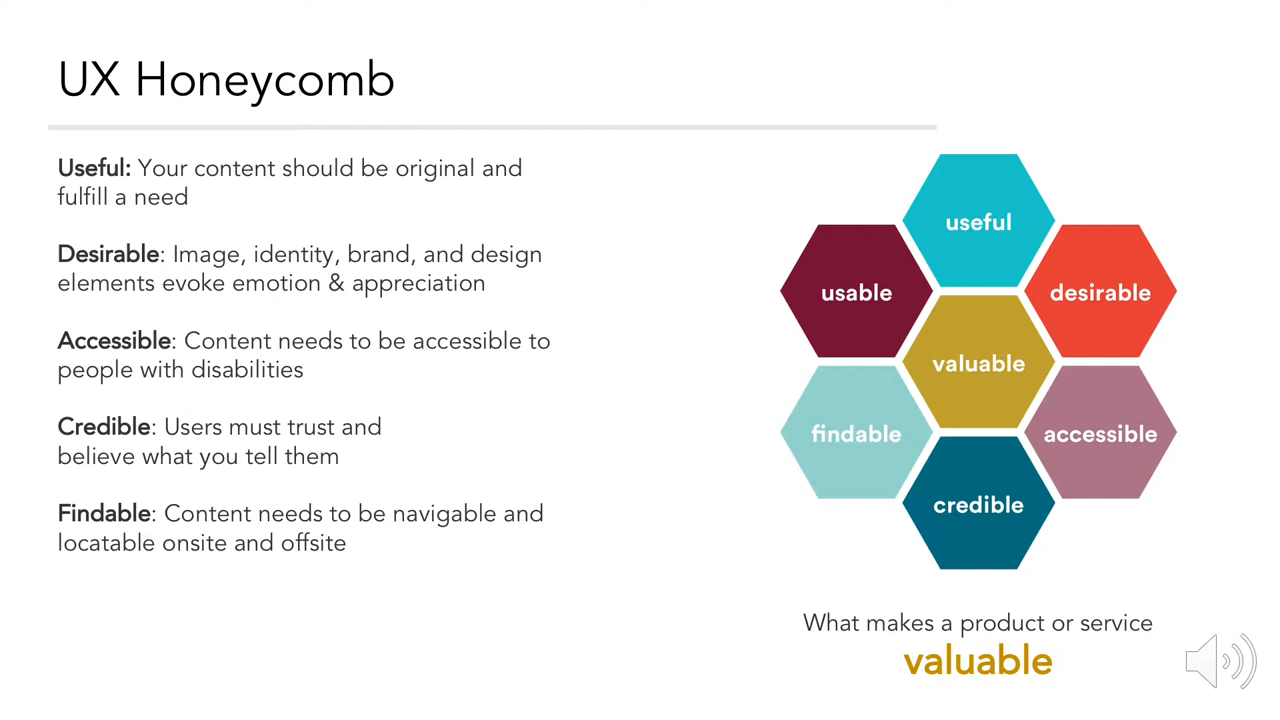 UX Honeycomb
Useful: Your content should be original and
fulfill a need
Desirable: Image, identity, brand, and design
elements evoke emotion & appreciation
Accessible: Content needs to be accessible to
people with disabilities
Credible: Users must trust and
believe what you tell them
Findable: Content needs to be navigable and
locatable onsite and offsite
useful
usable
desirable
valuable
findable
accessible
credible
What makes a product or service
valuable